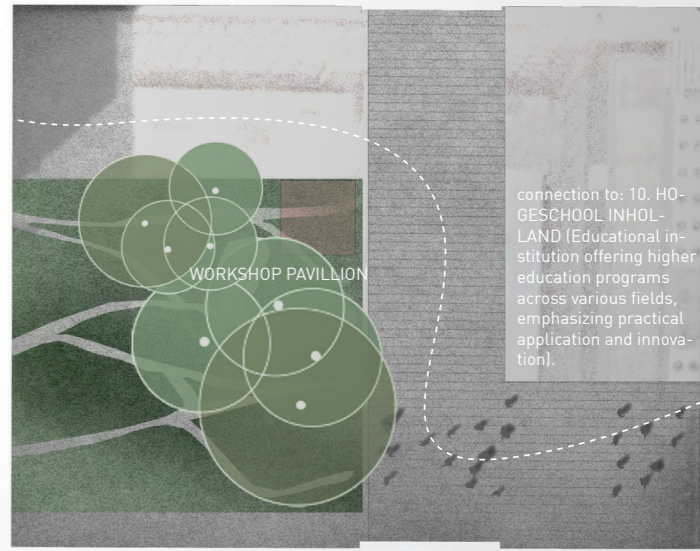 WORKSHOP PAVILLION
connection to: 10. HO-
GESCHOOL INHOL-
LAND (Educational in-
stitution offering higher
education programs
across various fields,
emphasizing practical
application and innova-
tion).